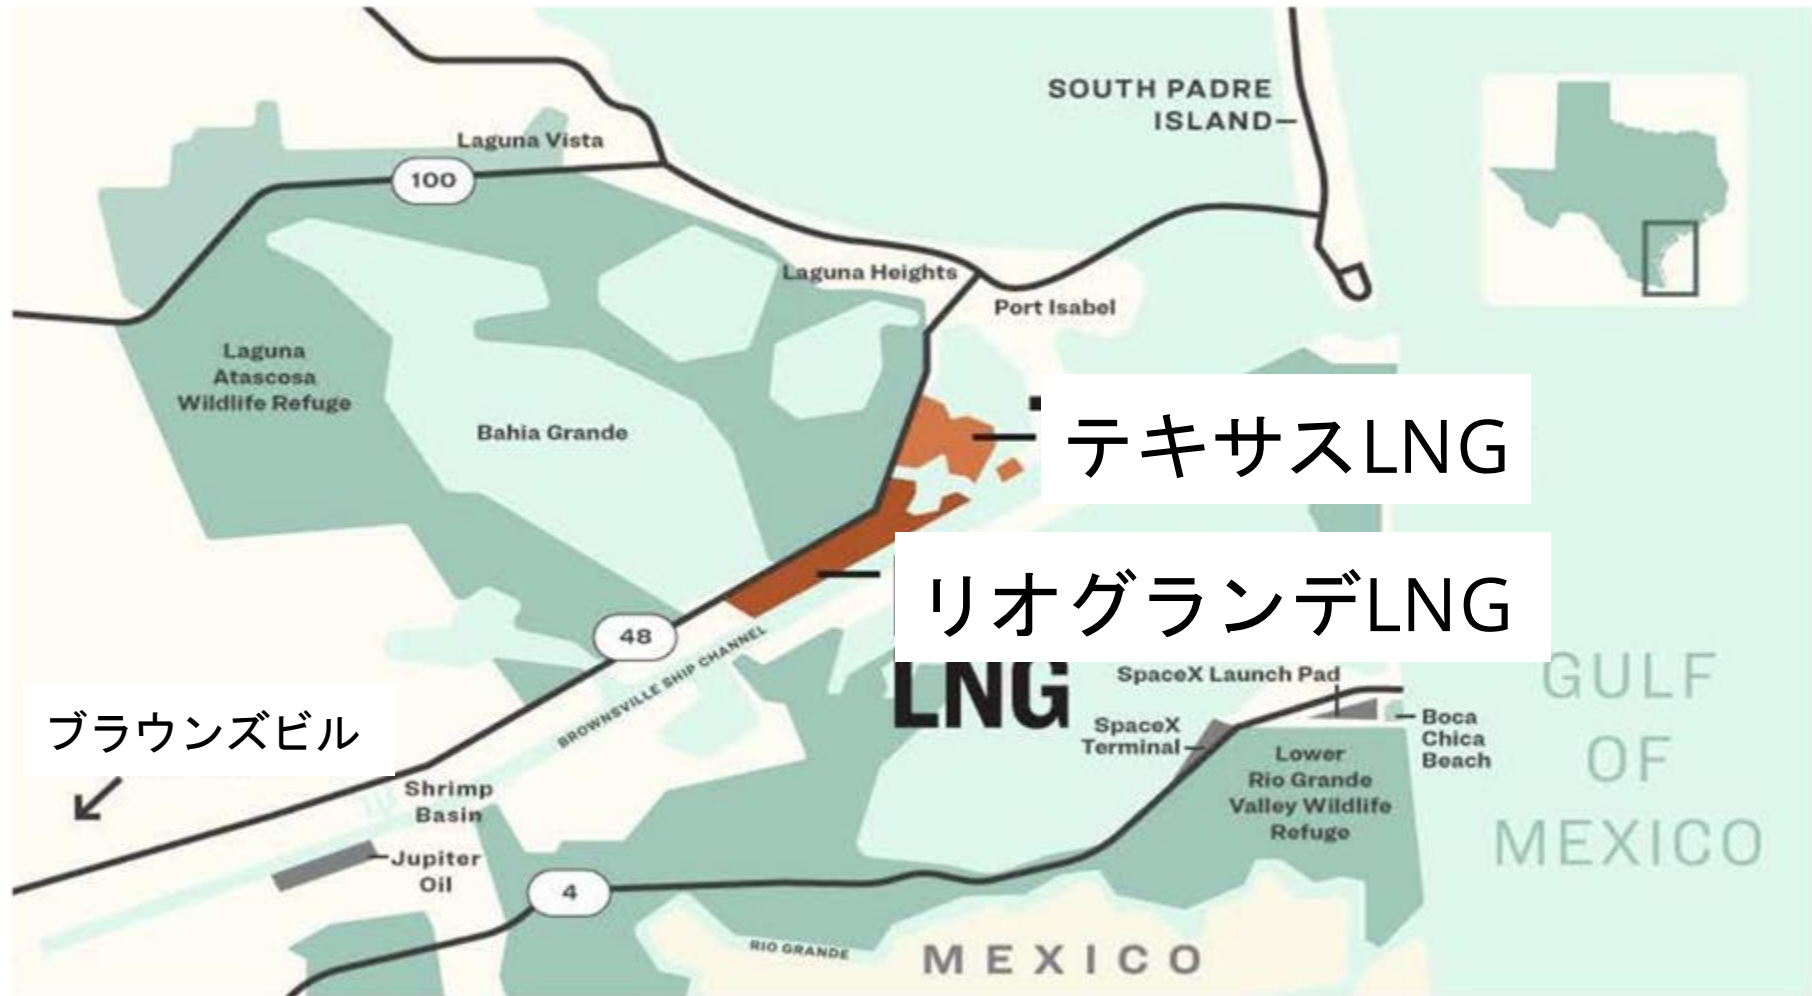 SOUTH PADRE
ISLAND
Laguna Vista
100
Laguna Heights
Port Isabel
Laguna
Atascosa
Wildlife Refuge
Bahia Grande
テキサスLNG
リオグランデLNG
48
BROWNSVILLE SHIP CHANNEL
LNG
SpaceX Launch Pad
GULF
OF
MEXICO
ブラウンズビル
SpaceX
Terminal
Boca
Chica
Beach
Lower
Rio Grande
Valley Wildlife
Refuge
Shrimp
Basin
Jupiter
Oil
4
RIO GRANDE
MEXICO